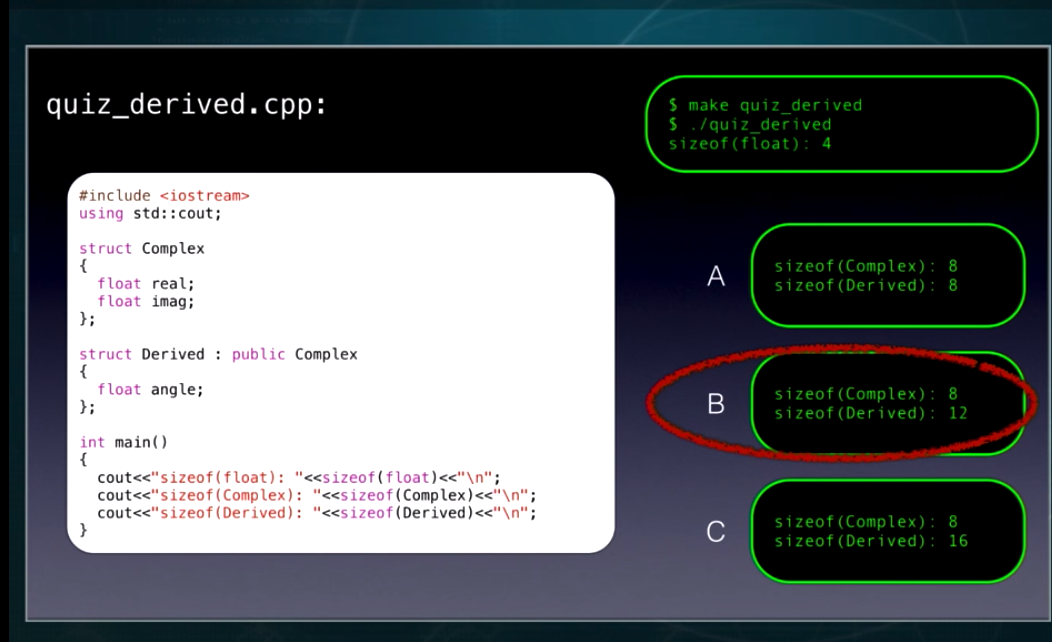 quiz_derived.cpp:
$ make quiz_derived
$ ./quiz_derived
sizeof(float): 4
#include <iostream>
using std::cout;
struct Complex
{
  float real;
  float imag;
};
struct Derived : public Complex
{
  float angle;
};
int main()
{
  cout<<"sizeof(float): "<<sizeof(float)<<"\n";
  cout<<"sizeof(Complex): "<<sizeof(Complex)<<"\n";
  cout<<"sizeof(Derived): "<<sizeof(Derived)<<"\n";
}
A
sizeof(Complex): 8
sizeof(Derived): 8
B
sizeof(Complex): 8
sizeof(Derived): 12
C
sizeof(Complex): 8
sizeof(Derived): 16